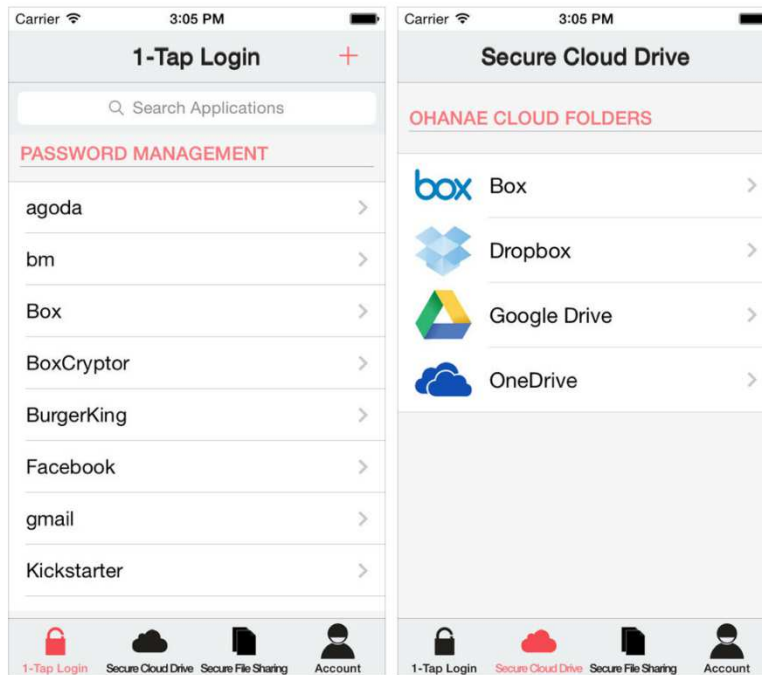 Carrier 3:05 PM
1-Tap Login +
Search Applications
PASSWORD MANAGEMENT
agoda
bm
Box
BoxCryptor
BurgerKing
Facebook
gmail
Kickstarter
1-Tap Login Secure Cloud Drive Secure File Sharing Account
Carrier 3:05 PM
Secure Cloud Drive
OHANAE CLOUD FOLDERS
box Box
Dropbox
Google Drive
OneDrive
1-Tap Login Secure Cloud Drive Secure File Sharing Account